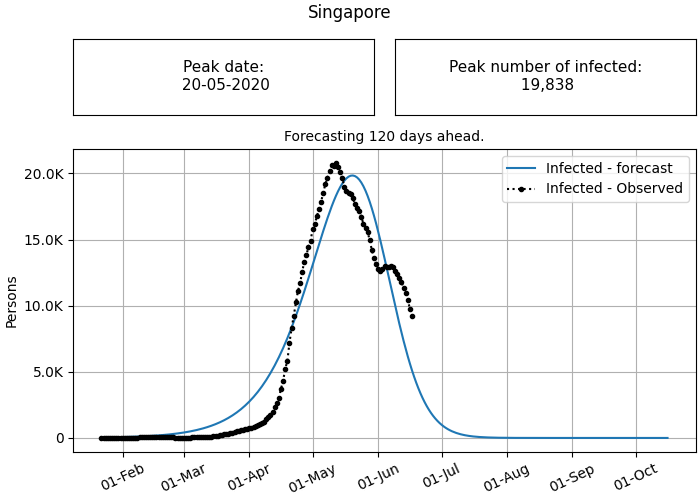 Singapore
Peak date:
20-05-2020
Peak number of infected:
19,838
Forecasting 120 days ahead.
Infected - forecast
Infected - Observed
Persons
20.0K
15.0K
10.0K
5.0K
0
01-Feb
01-Mar
01-Apr
01-May
01-Jun
01-Jul
01-Aug
01-Sep
01-Oct